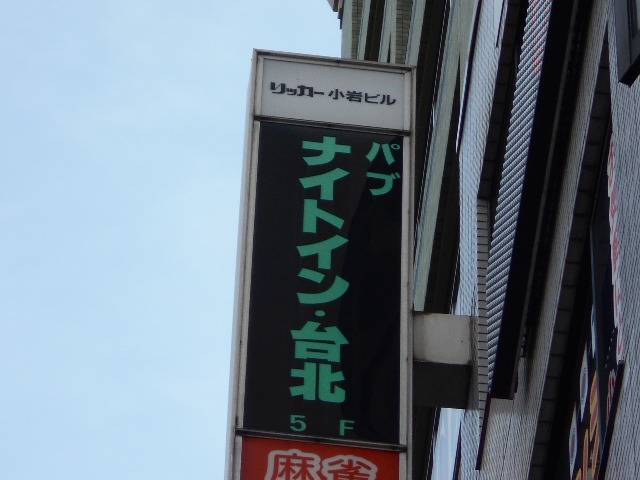 リッカー小岩ビル
パブ
ナイトイン・台北
5F
麻雀